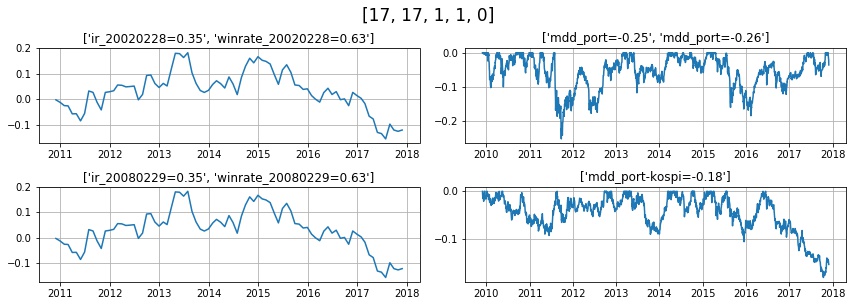 [17, 17, 1, 1, 0]
['ir_20020228=0.35', 'winrate_20020228=0.63']
0.2
0.1
0.0
−0.1
2011 2012 2013 2014 2015 2016 2017 2018
['mdd_port=-0.25', 'mdd_port=-0.26']
0.0
−0.1
−0.2
2010 2011 2012 2013 2014 2015 2016 2017 2018
['ir_20080229=0.35', 'winrate_20080229=0.63']
0.2
0.1
0.0
−0.1
2011 2012 2013 2014 2015 2016 2017 2018
['mdd_port-kospi=-0.18']
0.0
−0.1
2010 2011 2012 2013 2014 2015 2016 2017 2018